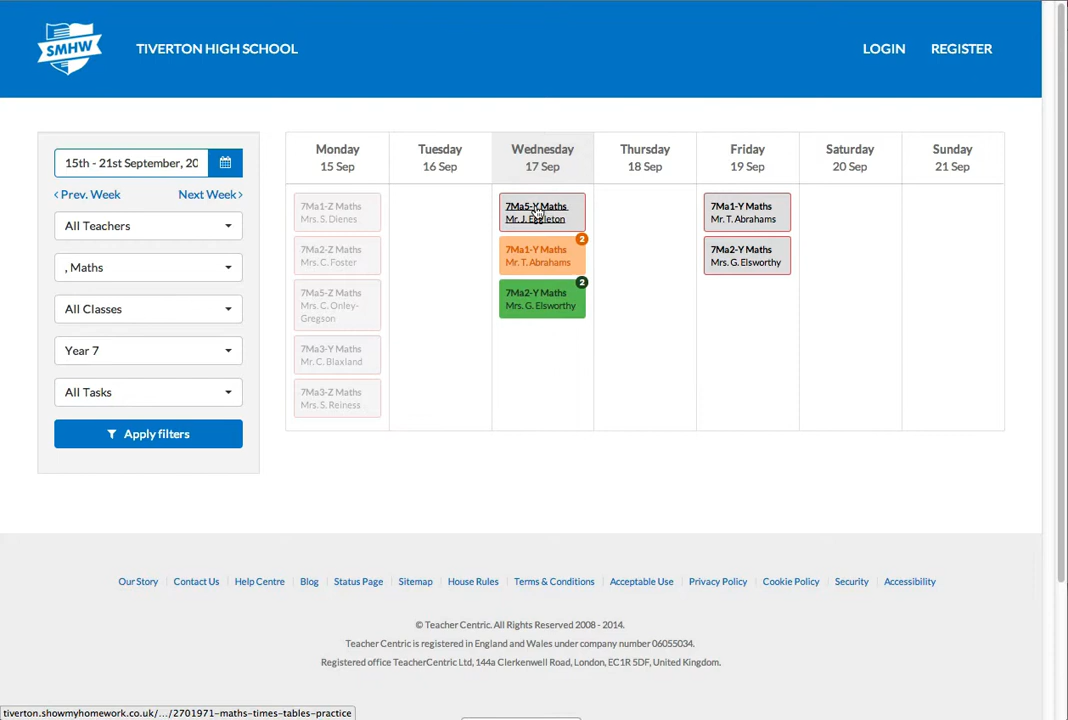 SMHW
TIVERTON HIGH SCHOOL
LOGIN
REGISTER
15th - 21st September, 20
‹ Prev. Week
Next Week ›
All Teachers
, Maths
All Classes
Year 7
All Tasks
Apply filters
Monday
15 Sep
Tuesday
16 Sep
Wednesday
17 Sep
Thursday
18 Sep
Friday
19 Sep
Saturday
20 Sep
Sunday
21 Sep
7Ma1-Z Maths
Mrs. S. Dienes
7Ma2-Z Maths
Mrs. C. Foster
7Ma5-Z Maths
Mrs. C. Onley-
Gregson
7Ma3-Y Maths
Mr. C. Blaxland
7Ma3-Z Maths
Mrs. S. Reiness
7Ma5-Y Maths
Mr. J. Eggleton
2
7Ma1-Y Maths
Mr. T. Abrahams
2
7Ma2-Y Maths
Mrs. G. Elsworthy
7Ma1-Y Maths
Mr. T. Abrahams
7Ma2-Y Maths
Mrs. G. Elsworthy
Our Story
Contact Us
Help Centre
Blog
Status Page
Sitemap
House Rules
Terms & Conditions
Acceptable Use
Privacy Policy
Cookie Policy
Security
Accessibility
© Teacher Centric. All Rights Reserved 2008 - 2014.
Teacher Centric is registered in England and Wales under company number 06055034.
Registered office TeacherCentric Ltd, 144a Clerkenwell Road, London, EC1R 5DF, United Kingdom.
tiverton.showmyhomework.co.uk/.../2701971-maths-times-tables-practice